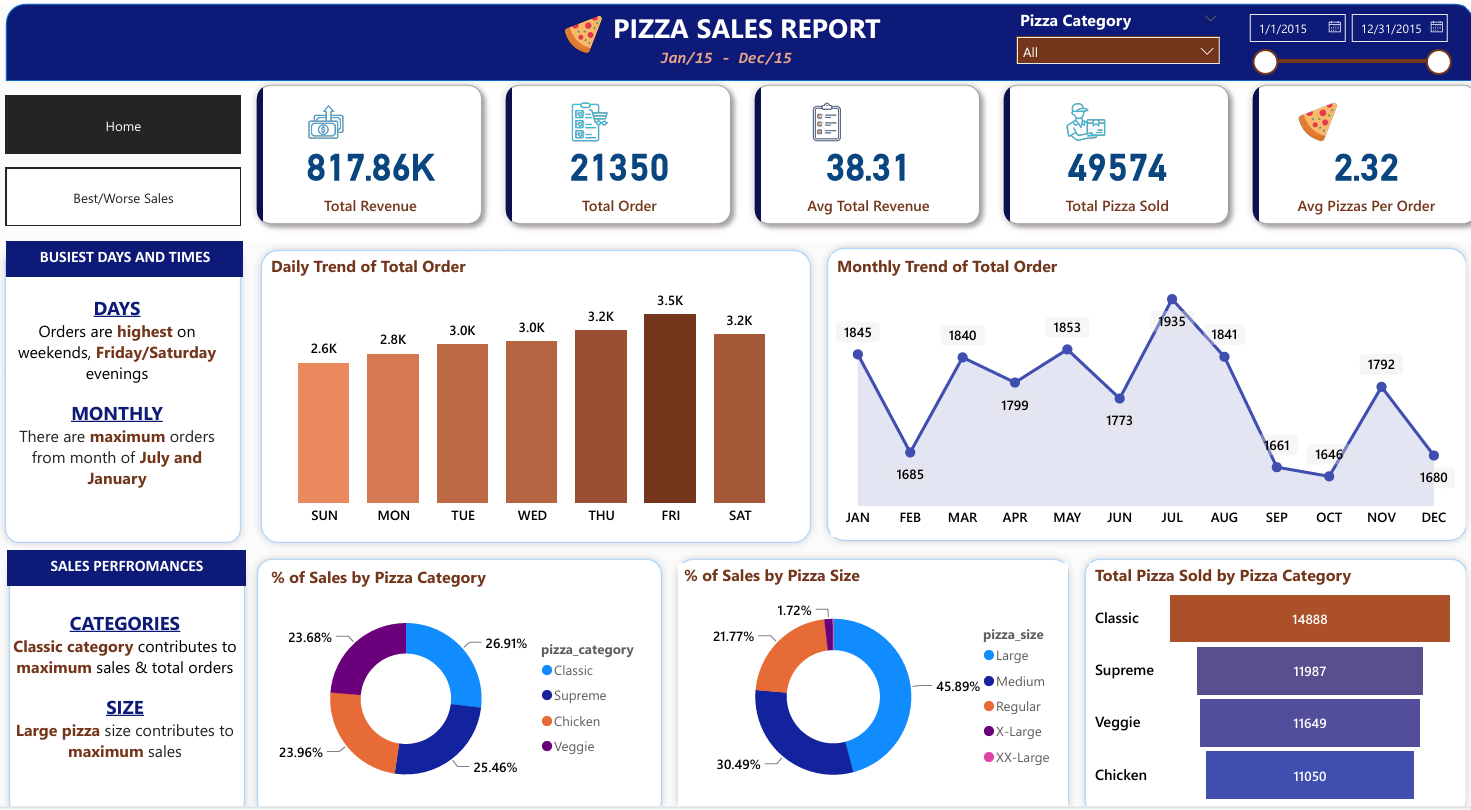 PIZZA SALES REPORT
Jan/15 - Dec/15
Pizza Category
All
1/1/2015
12/31/2015
Home
Best/Worse Sales
817.86K
Total Revenue
21350
Total Order
38.31
Avg Total Revenue
49574
Total Pizza Sold
2.32
Avg Pizzas Per Order
BUSIEST DAYS AND TIMES
DAYS
Orders are highest on
weekends, Friday/Saturday
evenings
MONTHLY
There are maximum orders
from month of July and
January
Daily Trend of Total Order
2.6K
2.8K
3.0K
3.0K
3.2K
3.5K
3.2K
SUN
MON
TUE
WED
THU
FRI
SAT
Monthly Trend of Total Order
1845
1685
1840
1799
1853
1773
1935
1841
1661
1646
1792
1680
JAN
FEB
MAR
APR
MAY
JUN
JUL
AUG
SEP
OCT
NOV
DEC
SALES PERFROMANCES
CATEGORIES
Classic category contributes to
maximum sales & total orders
SIZE
Large pizza size contributes to
maximum sales
% of Sales by Pizza Category
23.68%
26.91%
23.96%
25.46%
pizza_category
Classic
Supreme
Chicken
Veggie
% of Sales by Pizza Size
1.72%
21.77%
45.89%
30.49%
pizza_size
Large
Medium
Regular
X-Large
XX-Large
Total Pizza Sold by Pizza Category
Classic
14888
Supreme
11987
Veggie
11649
Chicken
11050